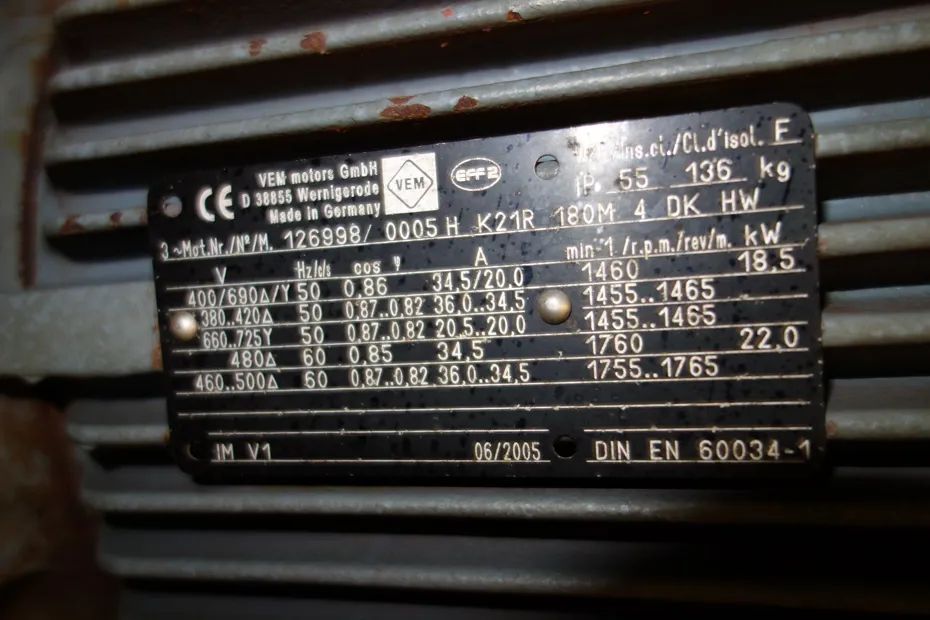 VEM motors GmbH
D 38855 Wernigerode
Made in Germany
CE
VEM
EFF2
ins.cl./Cl.d'isol. F
IP 55 136 kg
3~Mot.Nr./N°/M. 126998/ 0005 H K21R 180M 4 DK HW
V Hz/c/s cos φ A min-1/r.p.m./rev/m. kW
400/690Δ/Y 50 0,86 34,5/20,0 1460 18,5
380..420Δ 50 0,87..0,82 36,0..34,5 1455..1465
660..725Y 50 0,87..0,82 20,5..20,0 1455..1465
480Δ 60 0,85 34,5 1760 22,0
460..500Δ 60 0,87..0,82 36,0..34,5 1755..1765
IM V1 06/2005 DIN EN 60034-1